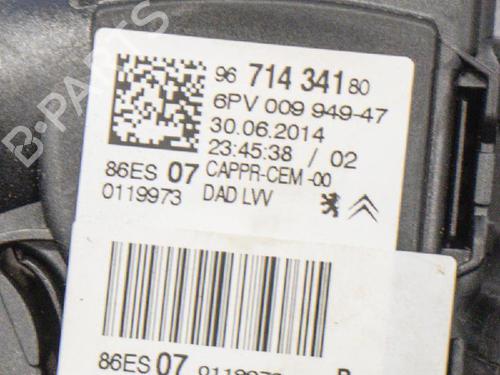 96 714 341 80
6PV 009 949-47
30.06.2014
23:45:38 / 02
86ES 07 CAPPR-CEM -00
0119973 DAD LVV
86ES 07